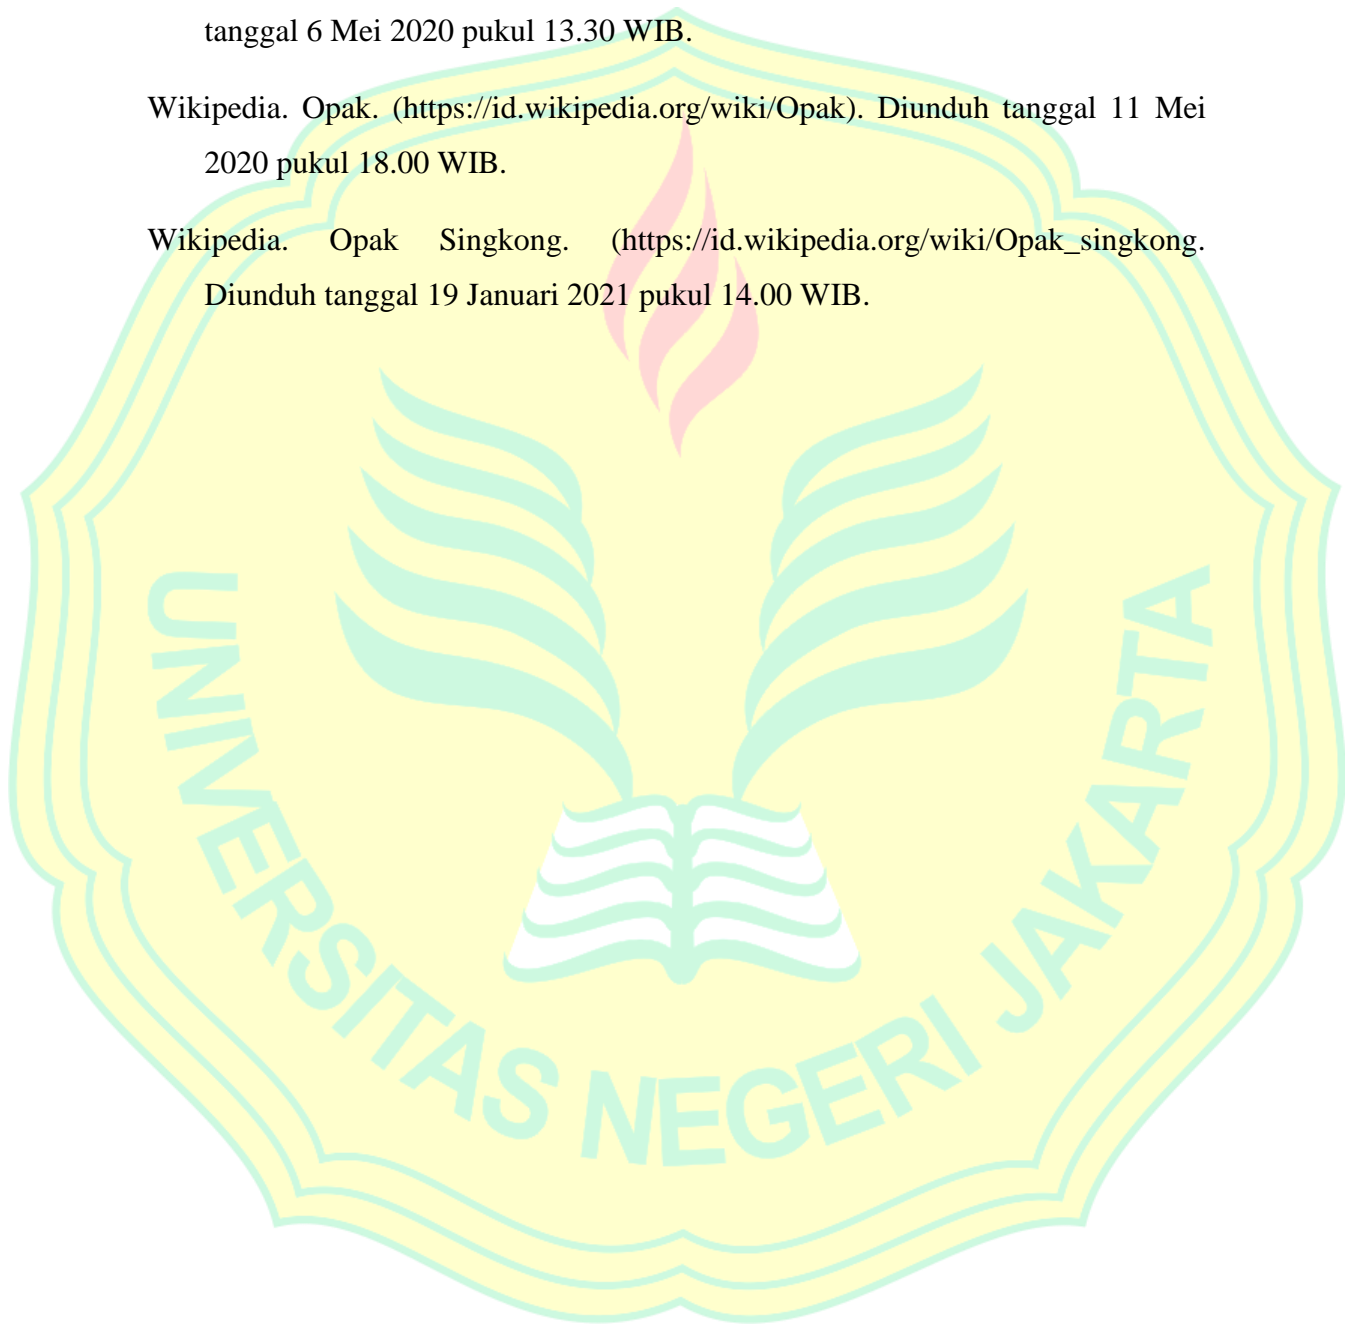 tanggal 6 Mei 2020 pukul 13.30 WIB.
Wikipedia. Opak. (https://id.wikipedia.org/wiki/Opak). Diunduh tanggal 11 Mei
2020 pukul 18.00 WIB.
Wikipedia. Opak Singkong. (https://id.wikipedia.org/wiki/Opak_singkong.
Diunduh tanggal 19 Januari 2021 pukul 14.00 WIB.
UNIVERSITAS NEGERI JAKARTA